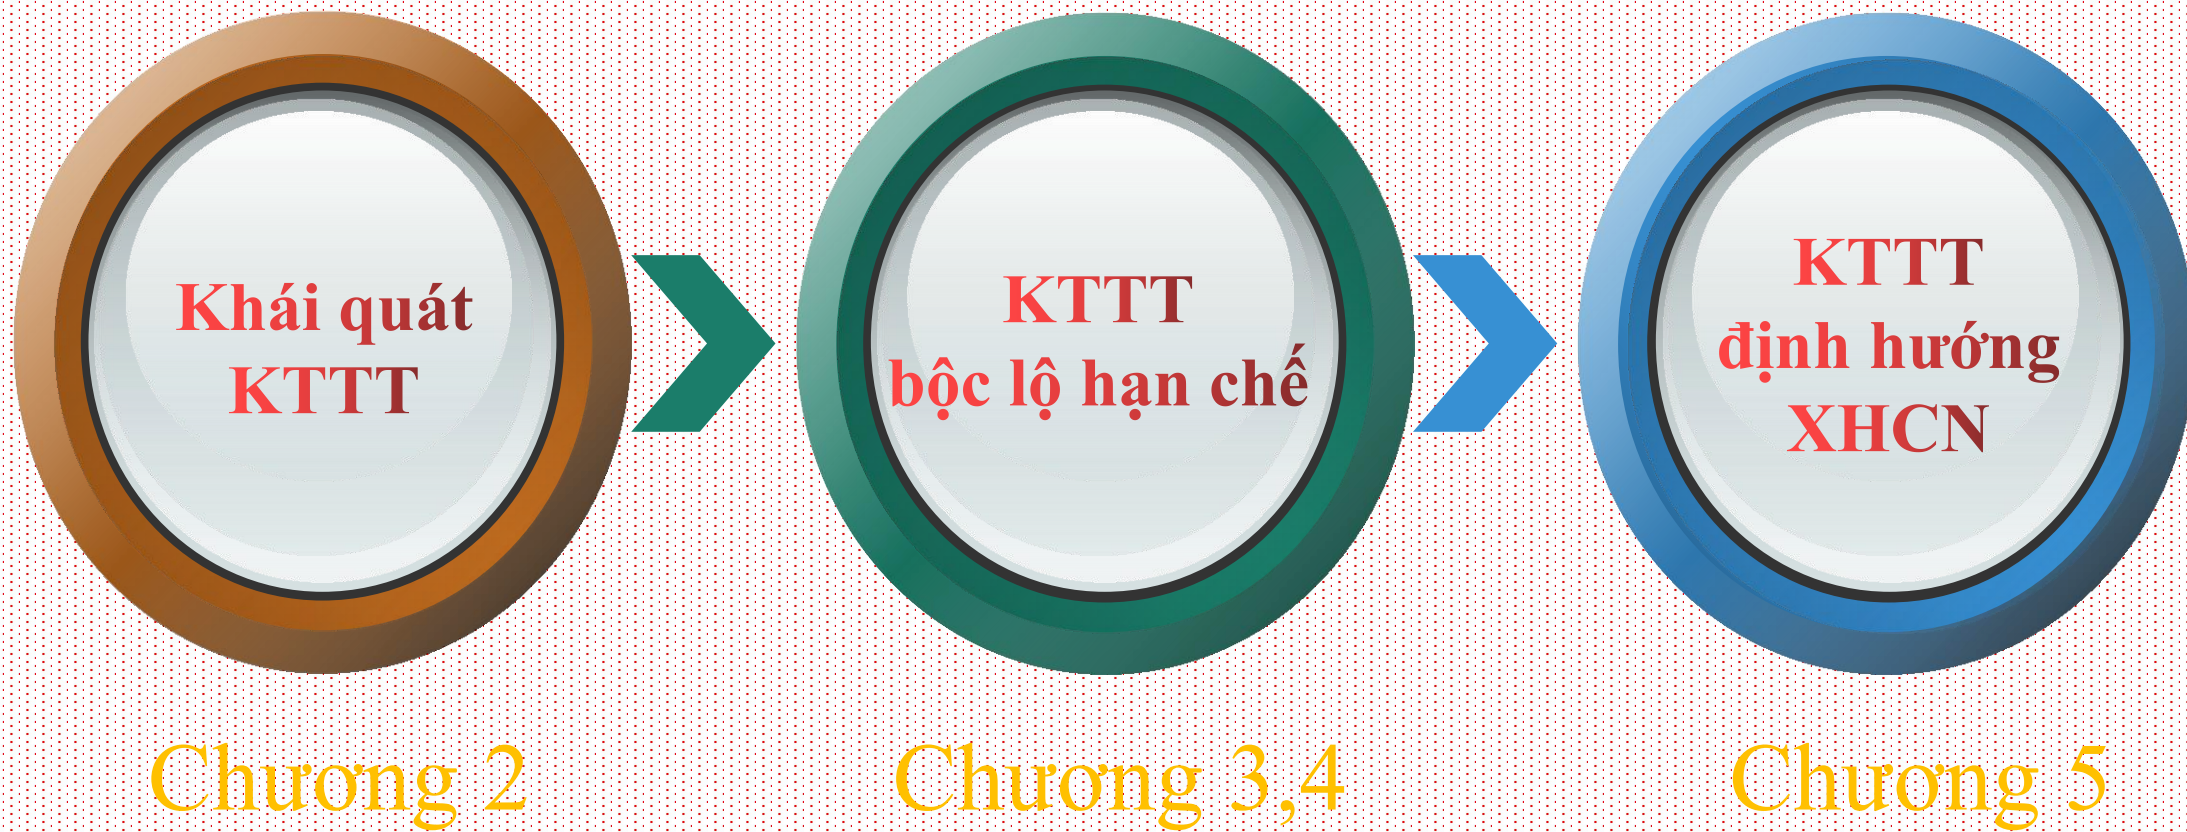 Khái quát
KTTT
KTTT
bộc lộ hạn chế
KTTT
định hướng
XHCN
Chương 2
Chương 3,4
Chương 5